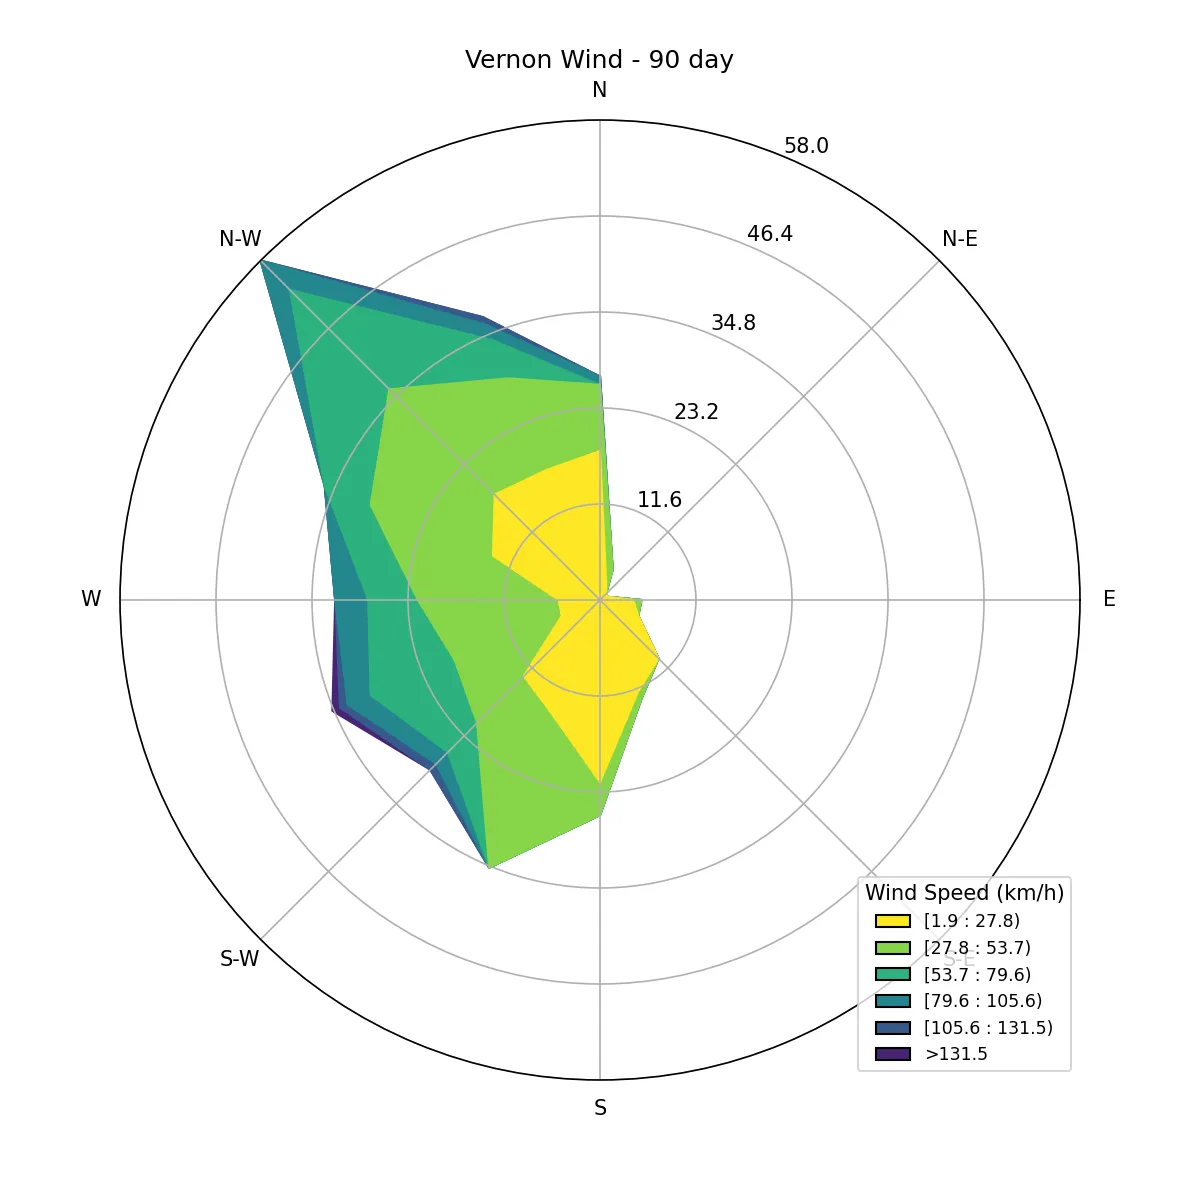 Vernon Wind - 90 day
N
58.0
46.4
N-W
N-E
34.8
23.2
11.6
W
E
Wind Speed (km/h)
[1.9 : 27.8)
[27.8 : 53.7)
S-W
S-E
[53.7 : 79.6)
[79.6 : 105.6)
[105.6 : 131.5)
>131.5
S